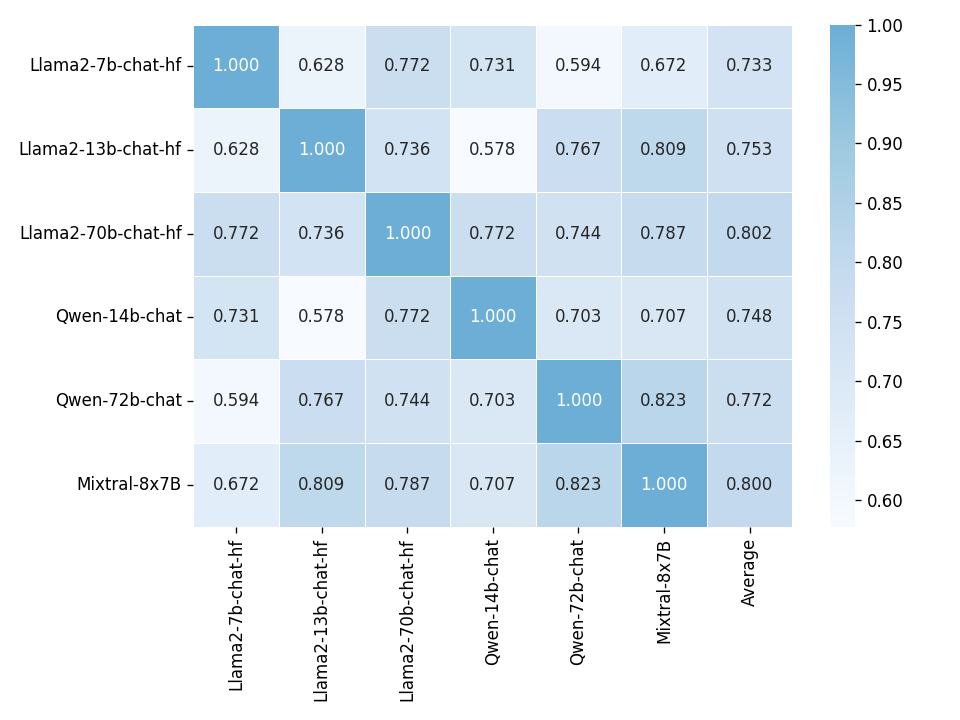 Llama2-7b-chat-hf 1.000 0.628 0.772 0.731 0.594 0.672 0.733
Llama2-13b-chat-hf 0.628 1.000 0.736 0.578 0.767 0.809 0.753
Llama2-70b-chat-hf 0.772 0.736 1.000 0.772 0.744 0.787 0.802
Qwen-14b-chat 0.731 0.578 0.772 1.000 0.703 0.707 0.748
Qwen-72b-chat 0.594 0.767 0.744 0.703 1.000 0.823 0.772
Mixtral-8x7B 0.672 0.809 0.787 0.707 0.823 1.000 0.800
Llama2-7b-chat-hf
Llama2-13b-chat-hf
Llama2-70b-chat-hf
Qwen-14b-chat
Qwen-72b-chat
Mixtral-8x7B
Average
1.00
0.95
0.90
0.85
0.80
0.75
0.70
0.65
0.60